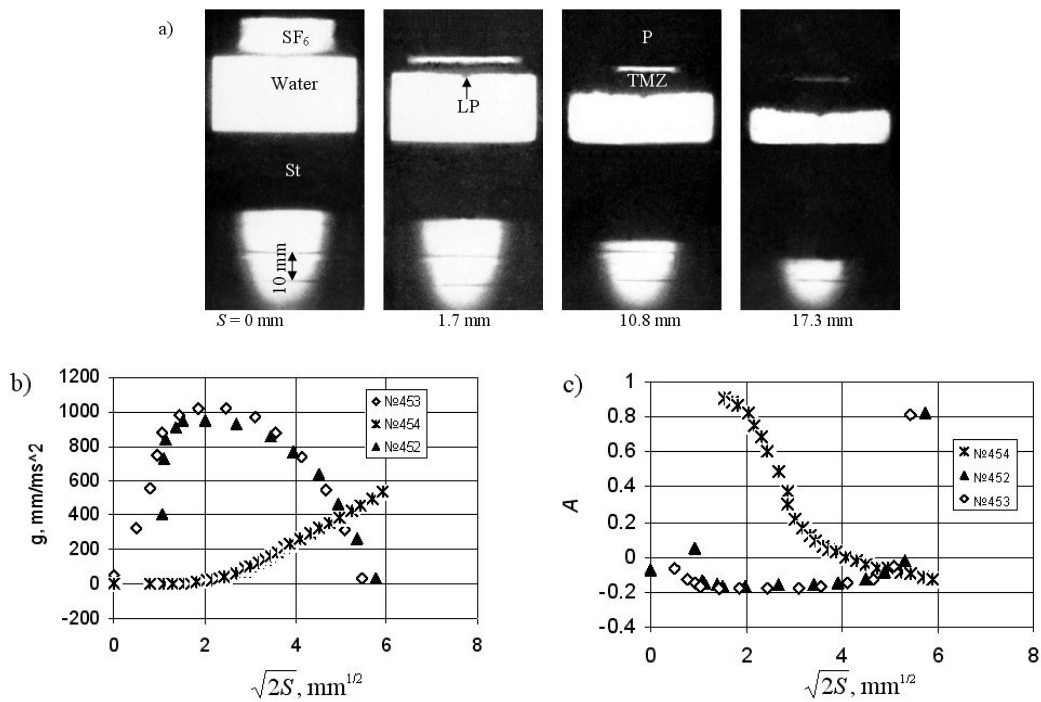 a)
SF6
Water
St
10 mm
LP
P
TMZ
S = 0 mm
1.7 mm
10.8 mm
17.3 mm
b)
1200
1000
800
600
400
200
0
-200
g, mm/ms^2
0 2 4 6 8
√2S, mm1/2
№453
№454
№452
c)
1
0.8
0.6
0.4
0.2
0
-0.2
-0.4
A
0 2 4 6 8
√2S, mm1/2
№454
№452
№453